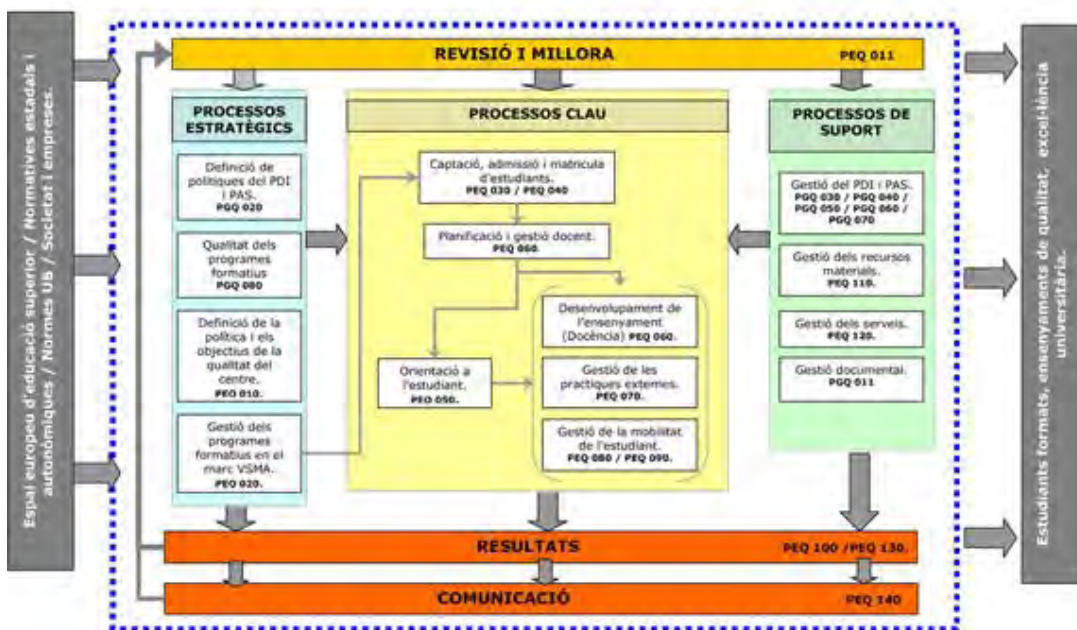 Espai europeu d'educació superior / Normatives estadals i
autonòmiques / Normes UB / Societat i empreses.
REVISIÓ I MILLORA
PEQ 011
PROCESSOS
ESTRATÈGICS
Definició de
polítiques del PDI
i PAS.
PGQ 020
Qualitat dels
programes
formatius
PGQ 080
Definició de la
política i els
objectius de la
qualitat del
centre.
PEQ 010.
Gestió dels
programes
formatius en el
marc VSMA.
PEQ 020.
PROCESSOS CLAU
Captació, admissió i matrícula
d'estudiants.
PEQ 030 / PEQ 040
Planificació i gestió docent.
PEQ 060.
Desenvolupament de
l'ensenyament
(Docència) PEQ 060.
Orientació a
l'estudiant.
PEQ 050.
Gestió de les
practiques externes.
PEQ 070.
Gestió de la mobilitat
de l'estudiant.
PEQ 080 / PEQ 090.
PROCESSOS DE
SUPORT
Gestió del PDI i PAS.
PGQ 030 / PGQ 040
/ PGQ 050 / PGQ 060 /
PGQ 070
Gestió dels recursos
materials.
PEQ 110.
Gestió dels serveis.
PEQ 120.
Gestió documental.
PGQ 011
RESULTATS
PEQ 100 /PEQ 130.
COMUNICACIÓ
PEQ 140
Estudiants formats, ensenyaments de qualitat, excel·lència
universitària.